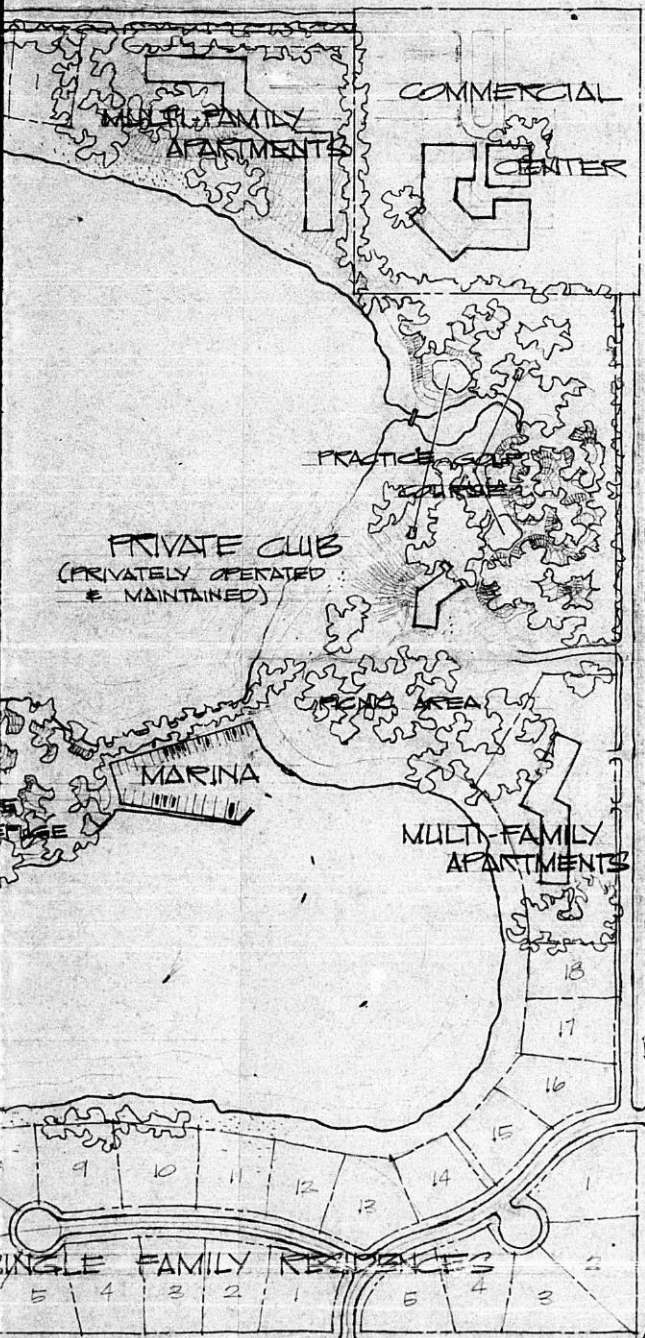 1
MULTI-FAMILY
APARTMENTS
COMMERCIAL
CENTER
PRACTICE GOLF
COURSE
PRIVATE CLUB
(PRIVATELY OPERATED
& MAINTAINED)
PICNIC AREA
MARINA
MULTI-FAMILY
APARTMENTS
18
17
16
15
14
9 10 11 12 13
1
SINGLE FAMILY RESIDENCES
5 4 3 2 1
5 4 3 2